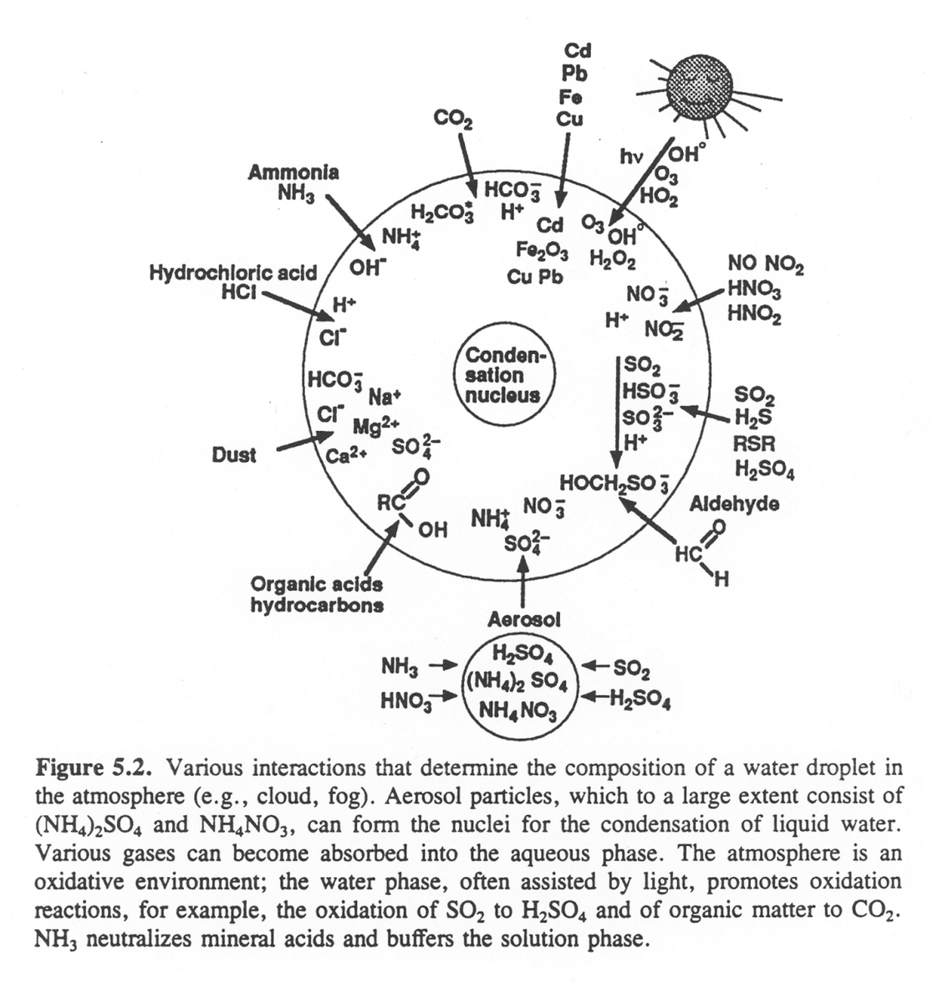 Cd
Pb
Fe
Cu
CO₂
hν
OH°
O₃
HO₂
Ammonia
NH₃
HCO₃⁻
H⁺
H₂CO₃*
Cd
O₃
OH°
NH₄⁺
OH⁻
Fe₂O₃
H₂O₂
Cu Pb
Hydrochloric acid
HCl
NO NO₂
HNO₃
HNO₂
H⁺
Cl⁻
NO₃⁻
H⁺
NO₂⁻
Conden-
sation
nucleus
SO₂
HSO₃⁻
SO₃²⁻
H⁺
HCO₃⁻
Na⁺
Cl⁻
Mg²⁺
SO₄²⁻
Ca²⁺
Dust
SO₂
H₂S
RSR
H₂SO₄
HOCH₂SO₃⁻
Aldehyde
O
HC
H
O
RC
OH
NH₄⁺
NO₃⁻
SO₄²⁻
Organic acids
hydrocarbons
Aerosol
NH₃
HNO₃
H₂SO₄
(NH₄)₂ SO₄
NH₄NO₃
SO₂
H₂SO₄
Figure 5.2. Various interactions that determine the composition of a water droplet in
the atmosphere (e.g., cloud, fog). Aerosol particles, which to a large extent consist of
(NH₄)₂SO₄ and NH₄NO₃, can form the nuclei for the condensation of liquid water.
Various gases can become absorbed into the aqueous phase. The atmosphere is an
oxidative environment; the water phase, often assisted by light, promotes oxidation
reactions, for example, the oxidation of SO₂ to H₂SO₄ and of organic matter to CO₂.
NH₃ neutralizes mineral acids and buffers the solution phase.